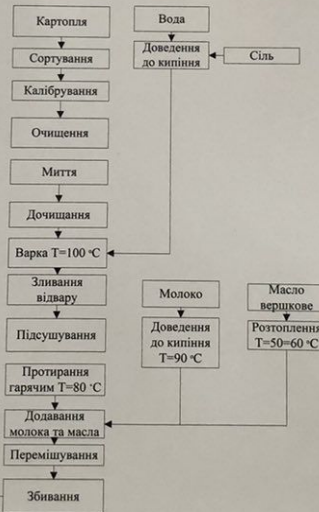 Картопля
Сортування
Калібрування
Очищення
Миття
Дочищання
Варка T=100 °C
Зливання
відвару
Підсушування
Протирання
гарячим T=80 °C
Додавання
молока та масла
Перемішування
Збивання
Вода
Доведення
до кипіння
Сіль
Молоко
Доведення
до кипіння
T=90 °C
Масло
вершкове
Розтоплення
T=50=60 °C